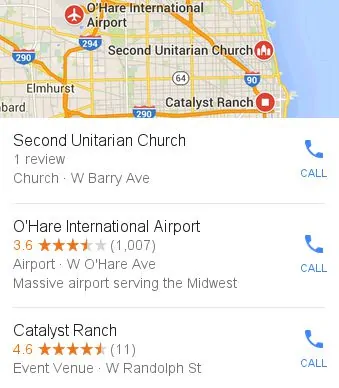 O'Hare International
Airport
294
290
Second Unitarian Church
290
64
90
Elmhurst
Catalyst Ranch
bard
Second Unitarian Church
1 review
Church · W Barry Ave
CALL
O'Hare International Airport
3.6 (1,007)
Airport · W O'Hare Ave
Massive airport serving the Midwest
CALL
Catalyst Ranch
4.6 (11)
Event Venue · W Randolph St
CALL